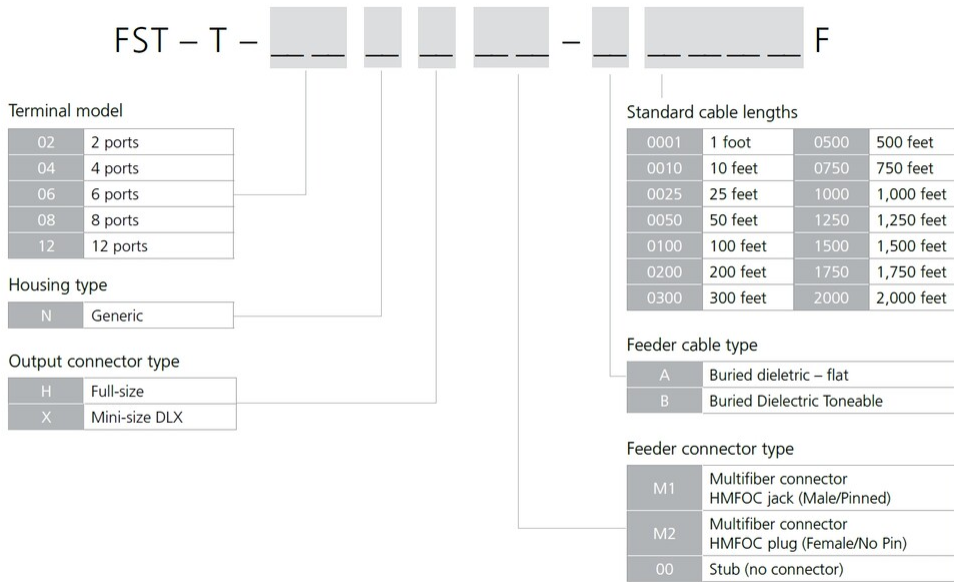 FST – T – __ __ __ __ __ __ – __ __ __ __ __ F
Terminal model
02 2 ports
04 4 ports
06 6 ports
08 8 ports
12 12 ports
Housing type
N Generic
Output connector type
H Full-size
X Mini-size DLX
Standard cable lengths
0001 1 foot 0500 500 feet
0010 10 feet 0750 750 feet
0025 25 feet 1000 1,000 feet
0050 50 feet 1250 1,250 feet
0100 100 feet 1500 1,500 feet
0200 200 feet 1750 1,750 feet
0300 300 feet 2000 2,000 feet
Feeder cable type
A Buried dieletric – flat
B Buried Dielectric Toneable
Feeder connector type
M1 Multifiber connector
HMFOC jack (Male/Pinned)
M2 Multifiber connector
HMFOC plug (Female/No Pin)
00 Stub (no connector)